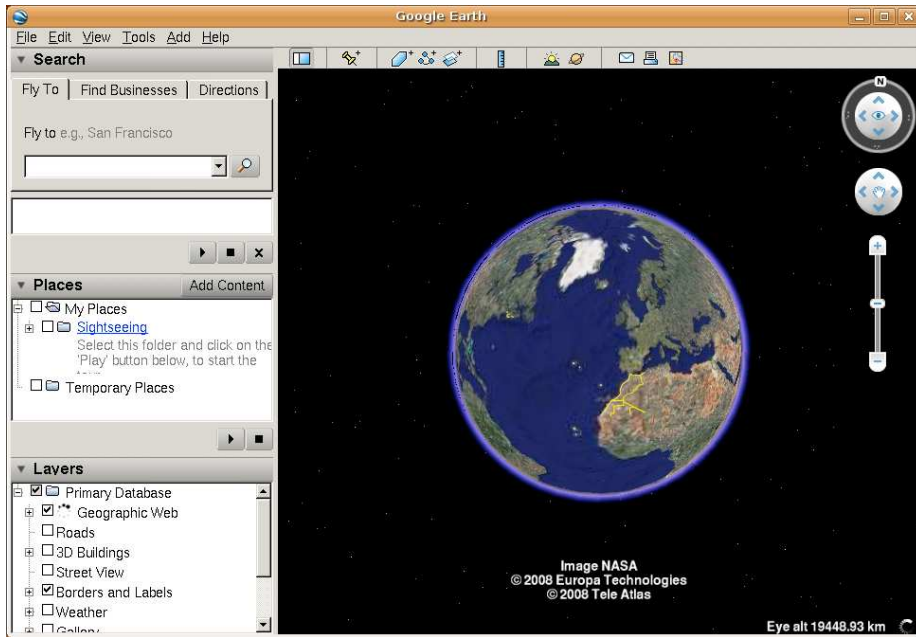 Google Earth
File Edit View Tools Add Help
Search
Fly To Find Businesses Directions
Fly to e.g., San Francisco
Places Add Content
My Places
Sightseeing
Select this folder and click on the
'Play' button below, to start the
Temporary Places
Layers
Primary Database
Geographic Web
Roads
3D Buildings
Street View
Borders and Labels
Weather
Gallery
N
Image NASA
© 2008 Europa Technologies
© 2008 Tele Atlas
Eye alt 19448.93 km